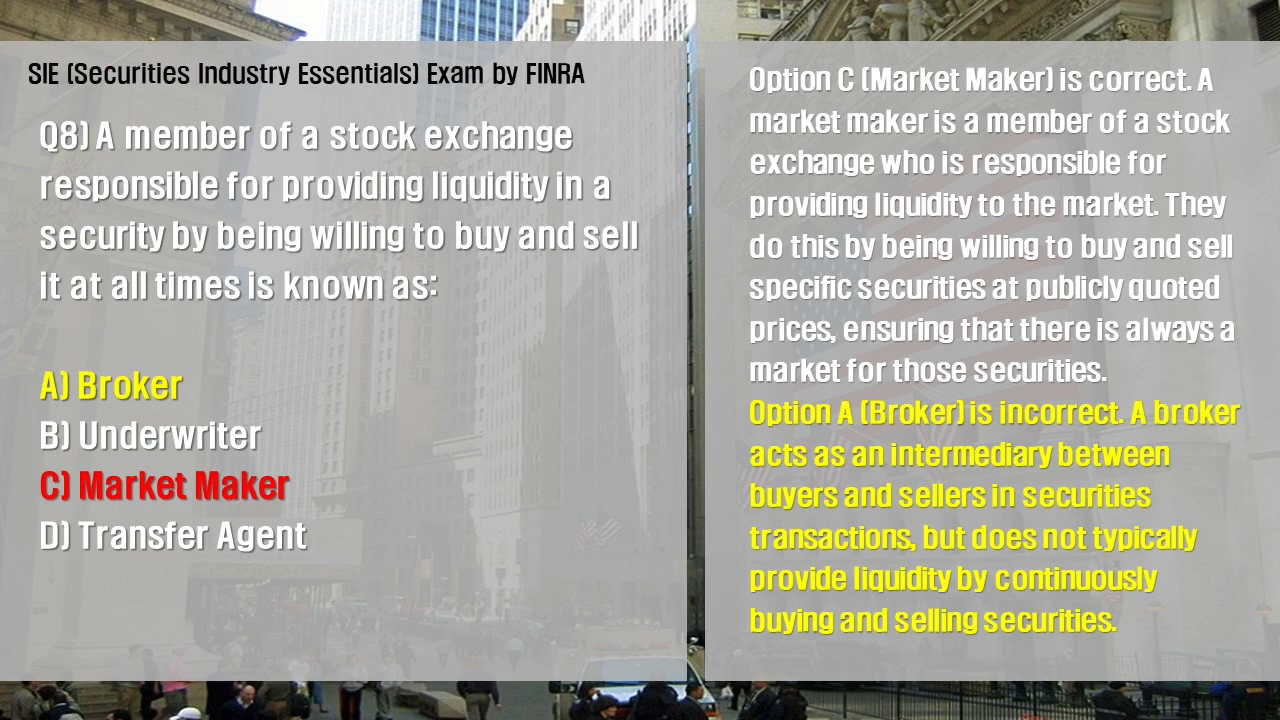 SIE (Securities Industry Essentials) Exam by FINRA
Q8) A member of a stock exchange
responsible for providing liquidity in a
security by being willing to buy and sell
it at all times is known as:
A) Broker
B) Underwriter
C) Market Maker
D) Transfer Agent
Option C (Market Maker) is correct. A
market maker is a member of a stock
exchange who is responsible for
providing liquidity to the market. They
do this by being willing to buy and sell
specific securities at publicly quoted
prices, ensuring that there is always a
market for those securities.
Option A (Broker) is incorrect. A broker
acts as an intermediary between
buyers and sellers in securities
transactions, but does not typically
provide liquidity by continuously
buying and selling securities.